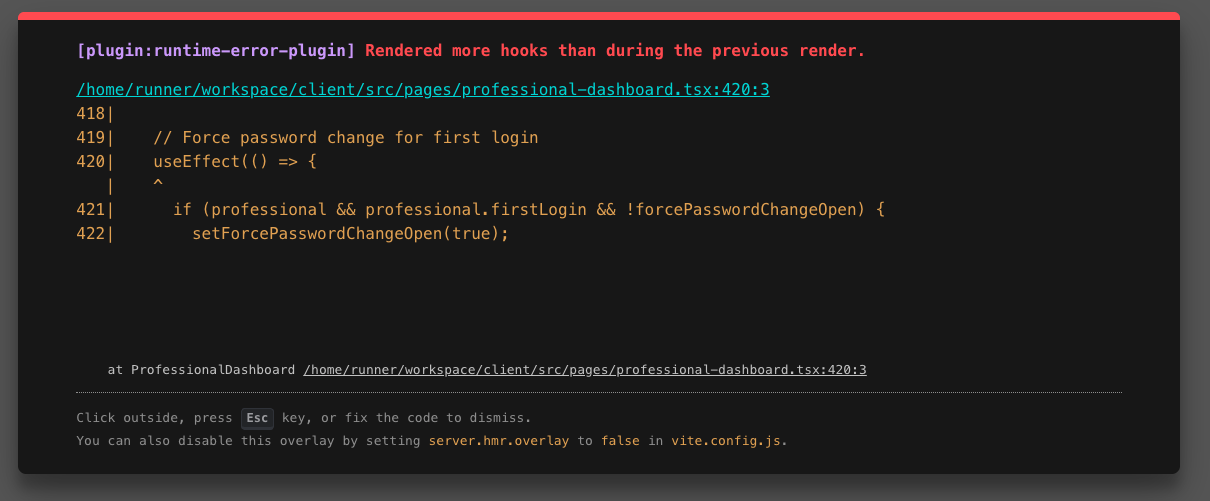 [plugin:runtime-error-plugin] Rendered more hooks than during the previous render.
/home/runner/workspace/client/src/pages/professional-dashboard.tsx:420:3
418|
419|    // Force password change for first login
420|    useEffect(() => {
   |    ^
421|      if (professional && professional.firstLogin && !forcePasswordChangeOpen) {
422|        setForcePasswordChangeOpen(true);
at ProfessionalDashboard /home/runner/workspace/client/src/pages/professional-dashboard.tsx:420:3
Click outside, press Esc key, or fix the code to dismiss.
You can also disable this overlay by setting server.hmr.overlay to false in vite.config.js.